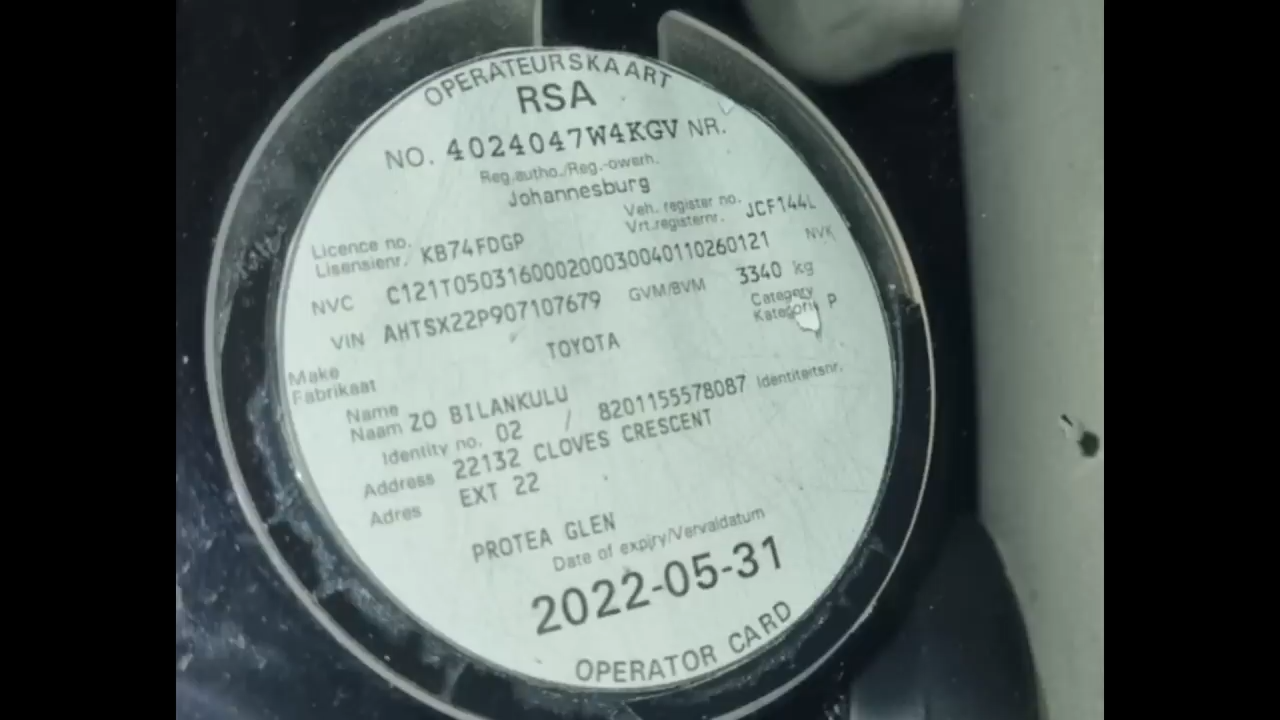 OPERATEURSKAART
RSA
NO. 4024047W4KGV NR.
Reg.autho./Reg.-owerh.
Johannesburg
Licence no. KB74FDGP Veh. register no. JCF144L
Lisensienr. Vrt.registernr.
NVC C121T050316000200030040110260121 NVK
VIN AHTSX22P907107679 GVM/BVM 3340 kg
Category P
Kategorie
Make TOYOTA
Fabrikaat
Name ZO BILANKULU
Naam
Identity no. 02 / 8201155578087 Identiteitsnr.
Address 22132 CLOVES CRESCENT
Adres EXT 22
PROTEA GLEN
Date of expiry/Vervaldatum
2022-05-31
OPERATOR CARD